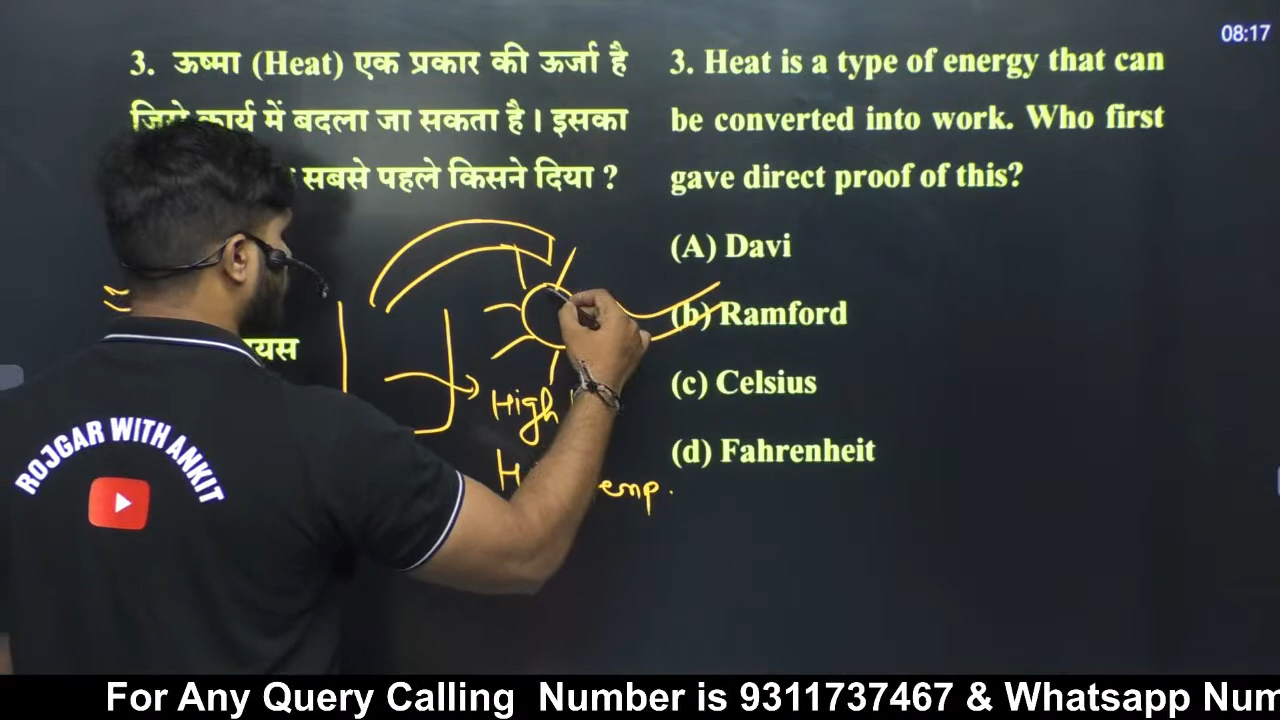 08:17
3. ऊष्मा (Heat) एक प्रकार की ऊर्जा है
जिसे कार्य में बदला जा सकता है। इसका
सबसे पहले किसने दिया ?
3. Heat is a type of energy that can
be converted into work. Who first
gave direct proof of this?
(A) Davi
(b) Ramford
(c) Celsius
(d) Fahrenheit
High
ROJGAR WITH ANKIT
For Any Query Calling Number is 9311737467 & Whatsapp Num